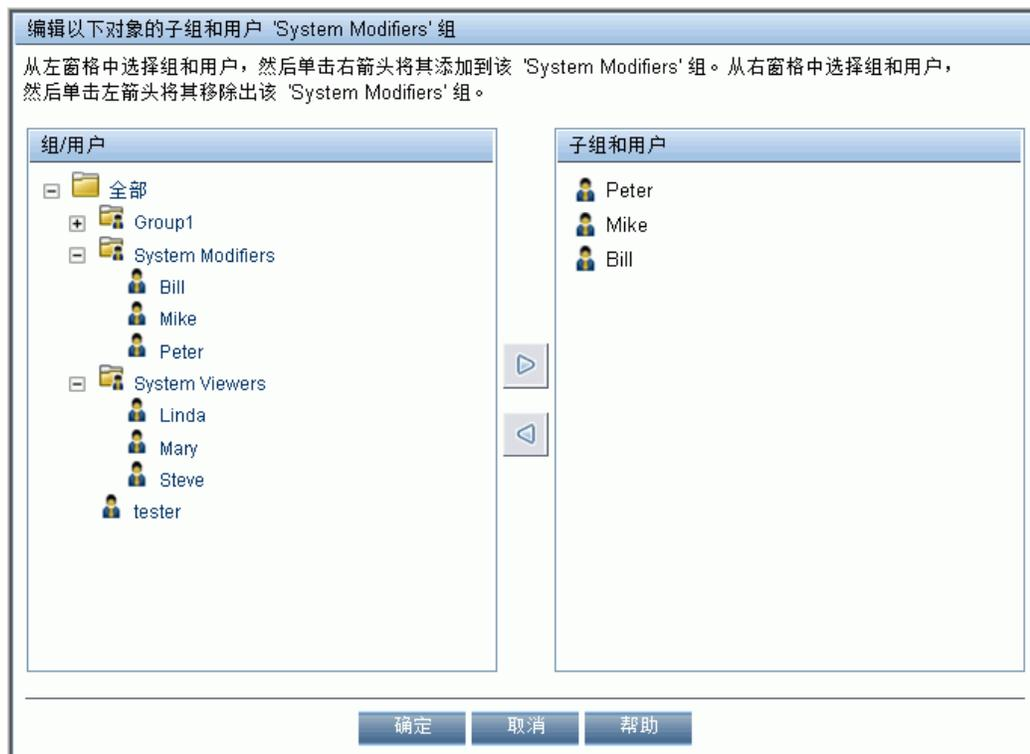 编辑以下对象的子组和用户 'System Modifiers' 组
从左窗格中选择组和用户，然后单击右箭头将其添加到该 'System Modifiers' 组。从右窗格中选择组和用户，
然后单击左箭头将其移除出该 'System Modifiers' 组。
组/用户
全部
Group1
System Modifiers
Bill
Mike
Peter
System Viewers
Linda
Mary
Steve
tester
子组和用户
Peter
Mike
Bill
确定
取消
帮助